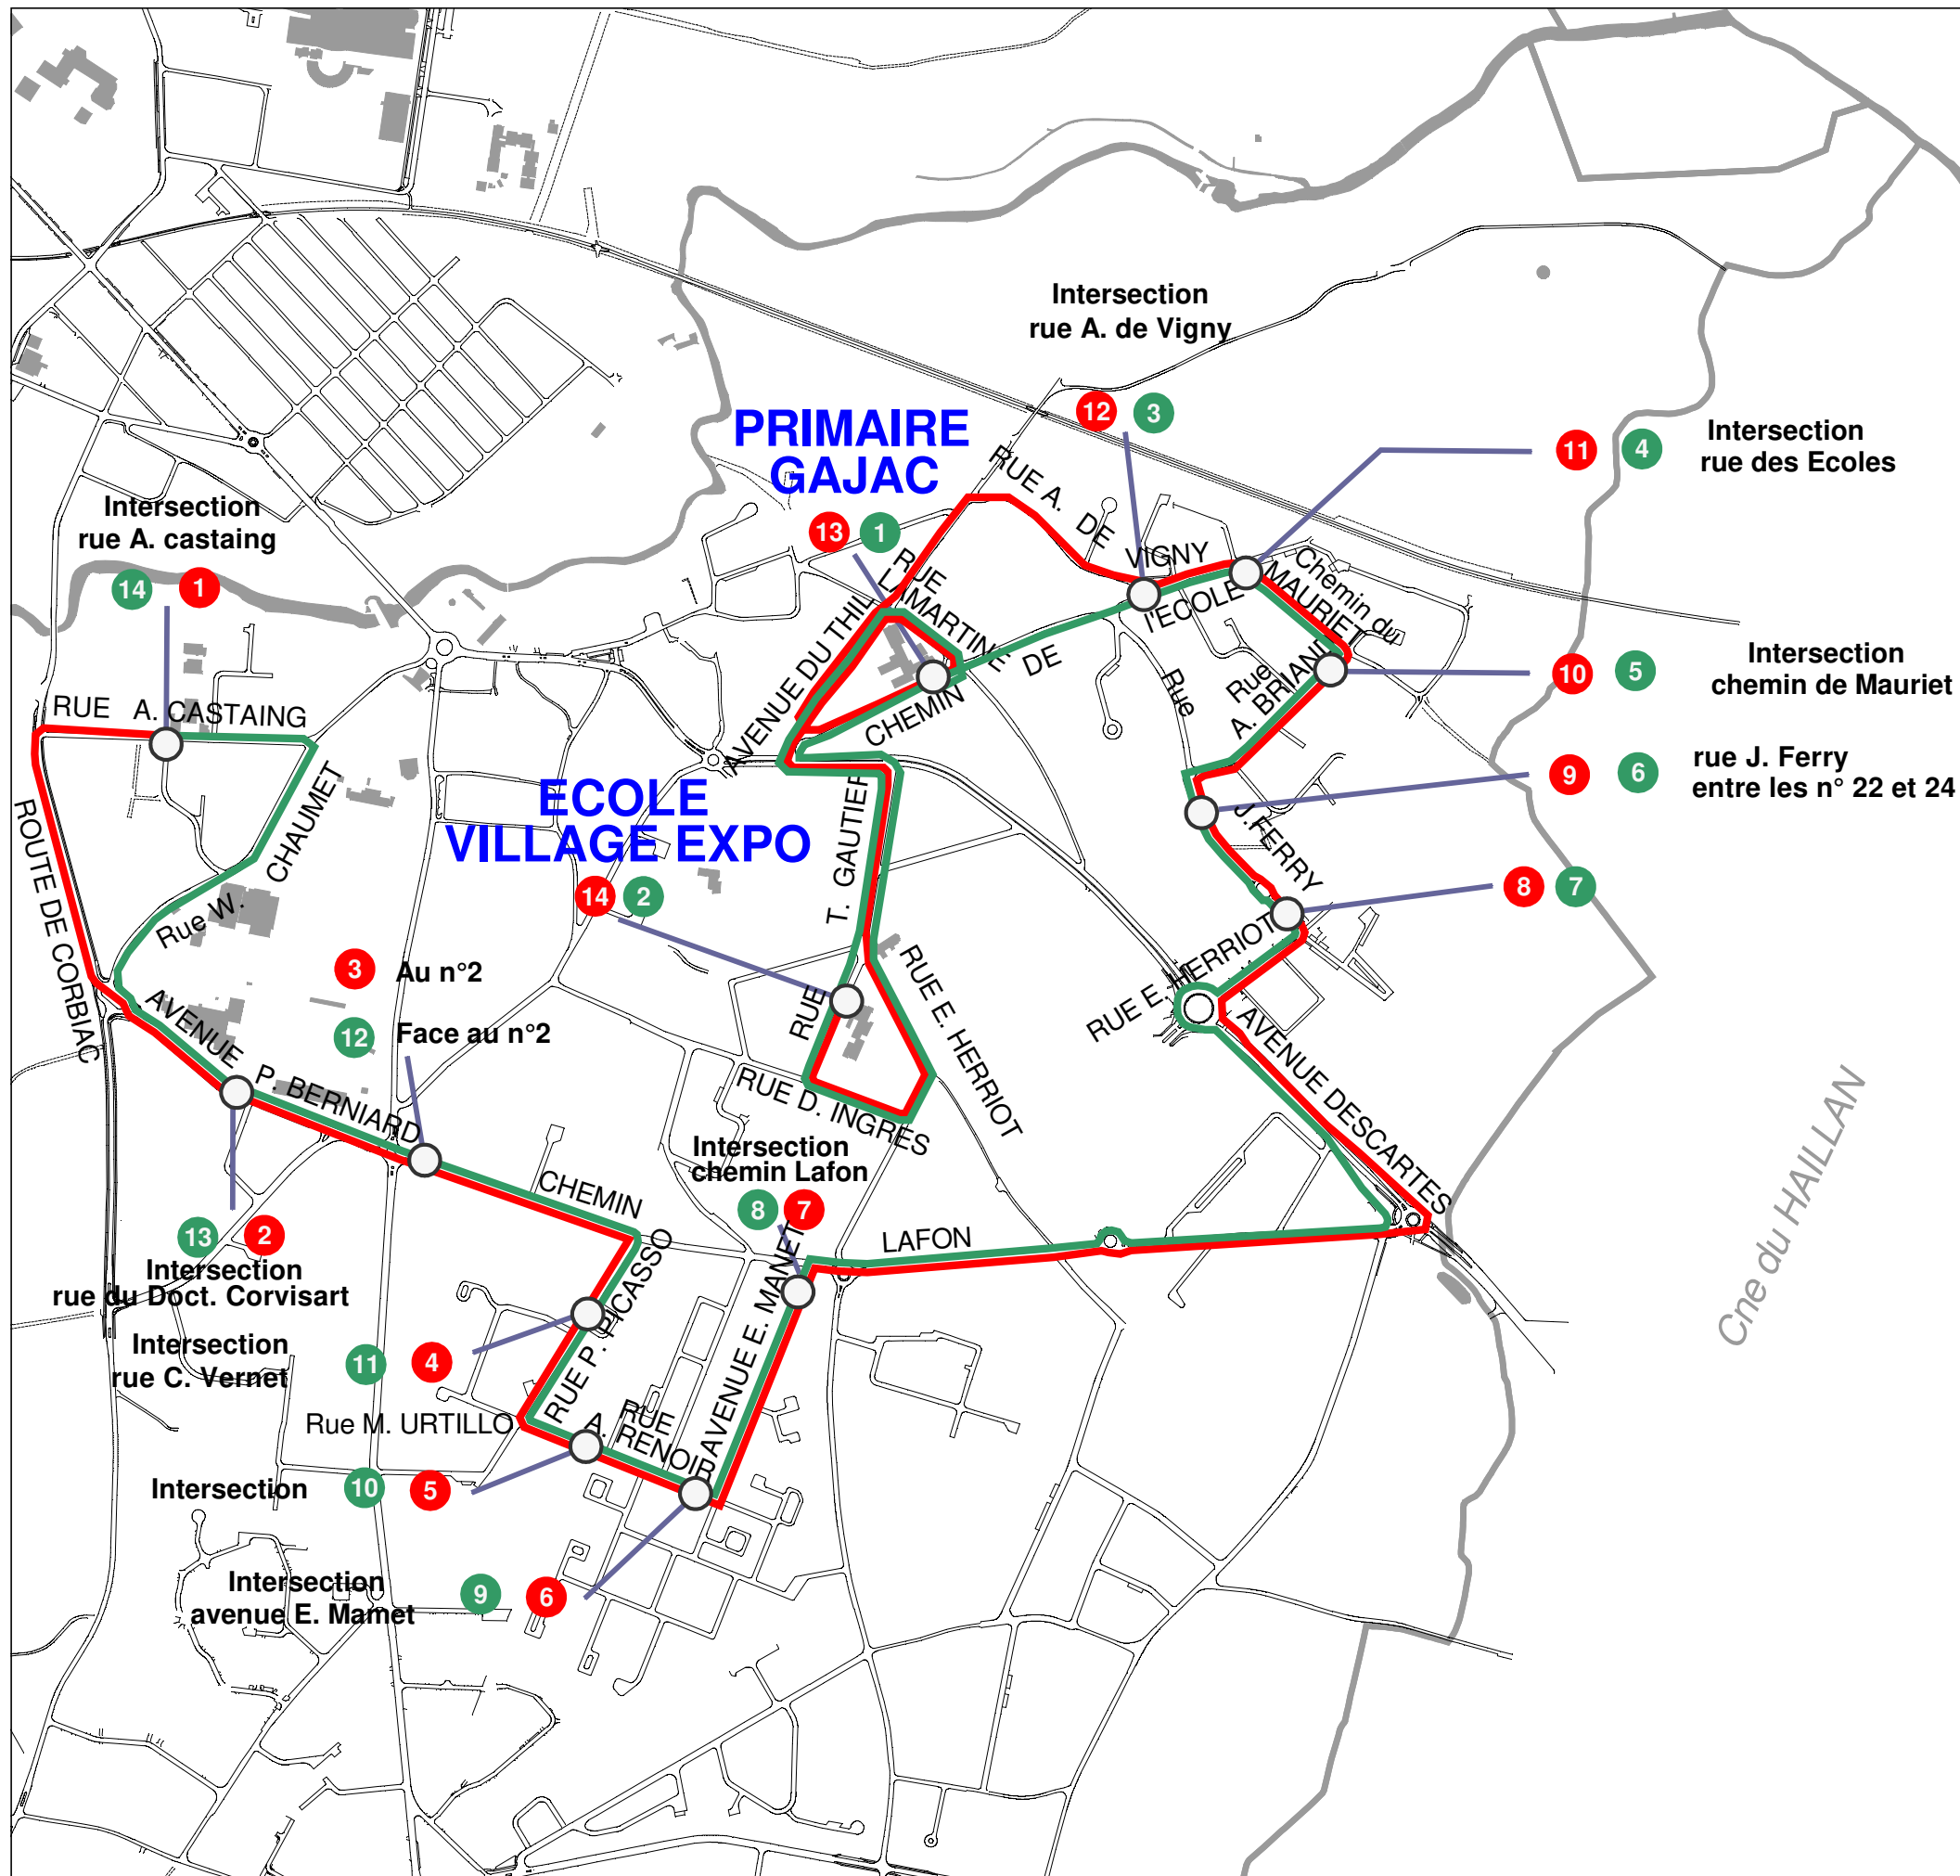 Intersection
rue A. de Vigny
12 3
PRIMAIRE
GAJAC
13 1
11 4
Intersection
rue des Ecoles
RUE A. DE VIGNY
Intersection
rue A. castaing
14 1
RUE
LAMARTINE
AVENUE DU THIL
CHEMIN DE l'ECOLE
Chemin du
MAURIET
Rue
A. BRIAND
10 5
Intersection
chemin de Mauriet
RUE A. CASTAING
Rue
J.FERRY
9 6
rue J. Ferry
entre les n° 22 et 24
ECOLE
VILLAGE EXPO
14 2
8 7
ROUTE DE CORBIAC
Rue W. CHAUMET
RUE T. GAUTIER
RUE E. HERRIOT
RUE E. HERRIOT
3 Au n°2
12 Face au n°2
AVENUE P. BERNIARD
RUE D. INGRES
AVENUE DESCARTES
Cne du HAILLAN
Intersection
chemin Lafon
8 7
CHEMIN LAFON
13 2
Intersection
rue du Doct. Corvisart
Intersection
rue C. Vernet
11 4
RUE P. PICASSO
AVENUE E. MANET
Rue M. URTILLO
RUE
A. RENOIR
Intersection
10 5
Intersection
avenue E. Mamet
9 6